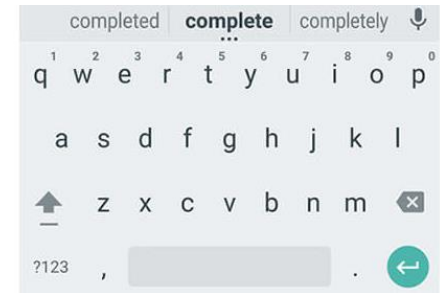 completed complete completely
1 2 3 4 5 6 7 8 9 0
q w e r t y u i o p
a s d f g h j k l
z x c v b n m
?123 , .